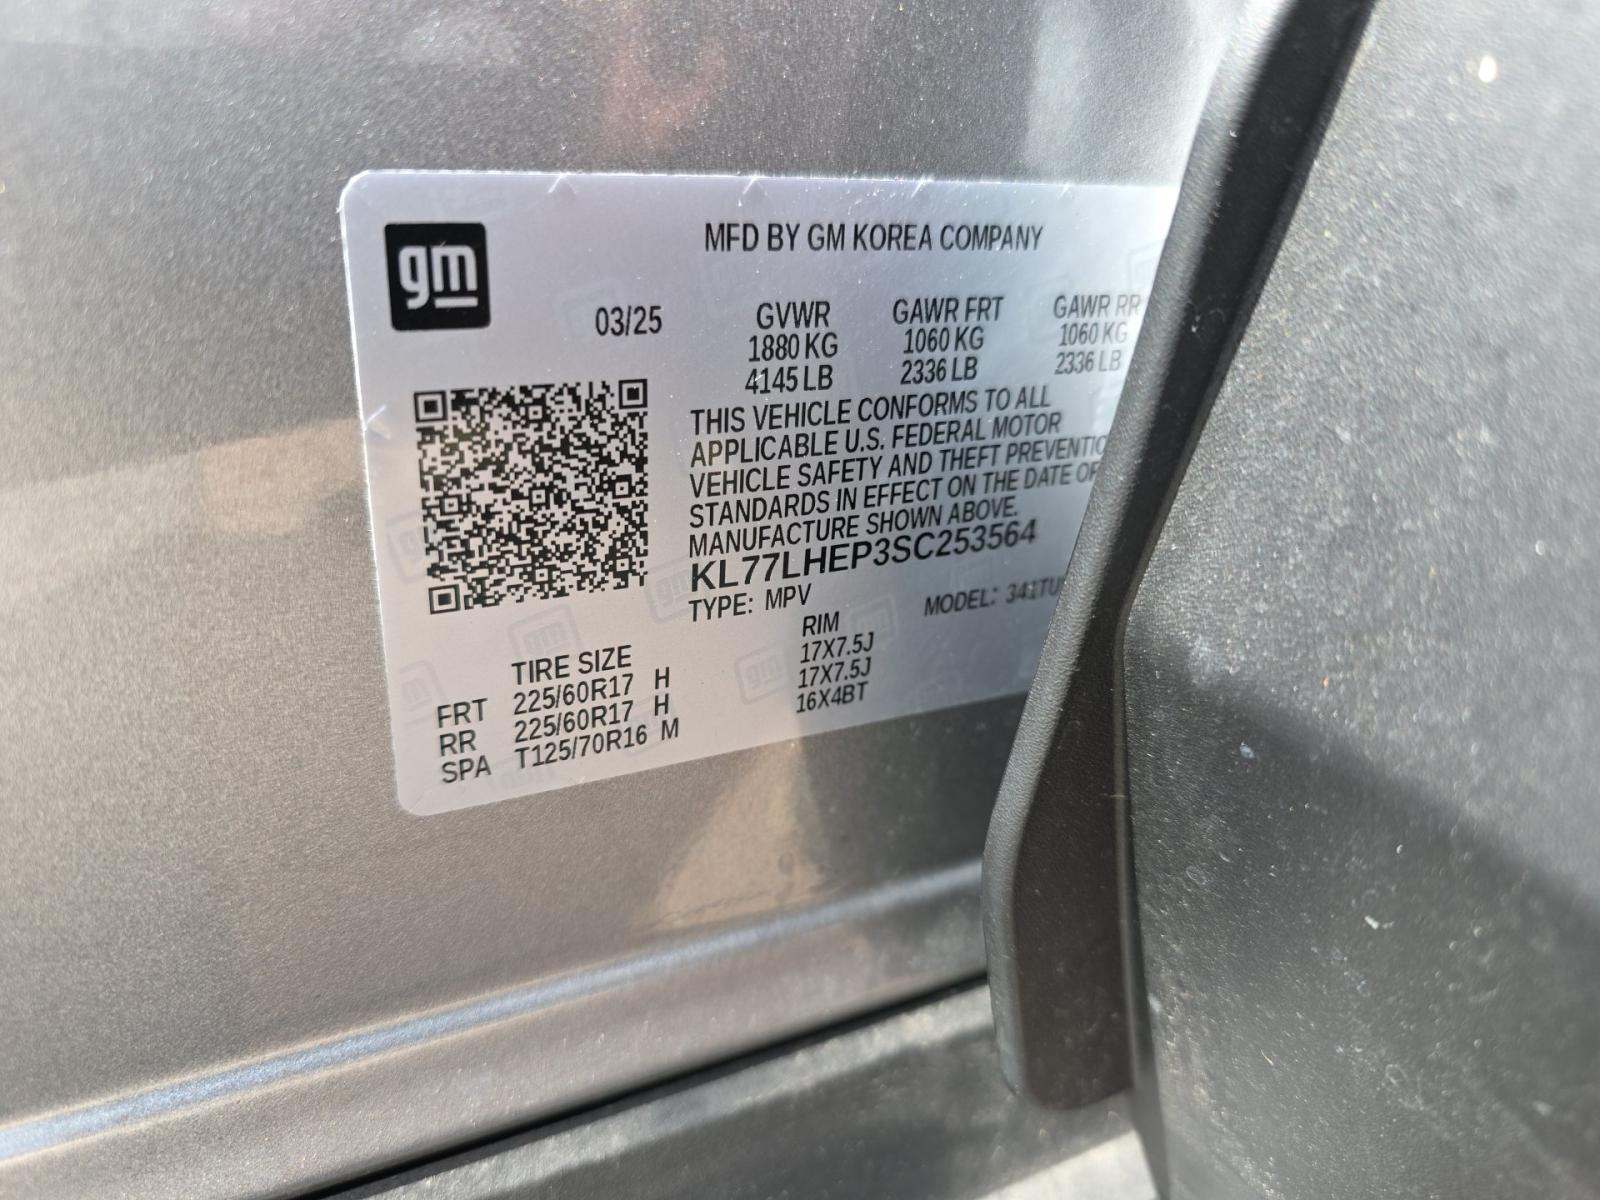 gm
MFD BY GM KOREA COMPANY
03/25 GVWR GAWR FRT GAWR RR
1880 KG 1060 KG 1060 KG
4145 LB 2336 LB 2336 LB
THIS VEHICLE CONFORMS TO ALL
APPLICABLE U.S. FEDERAL MOTOR
VEHICLE SAFETY AND THEFT PREVENTIO
STANDARDS IN EFFECT ON THE DATE OF
MANUFACTURE SHOWN ABOVE.
KL77LHEP3SC253564
TYPE: MPV MODEL: 341TU
TIRE SIZE RIM
FRT 225/60R17 H 17X7.5J
RR 225/60R17 H 17X7.5J
SPA T125/70R16 M 16X4BT